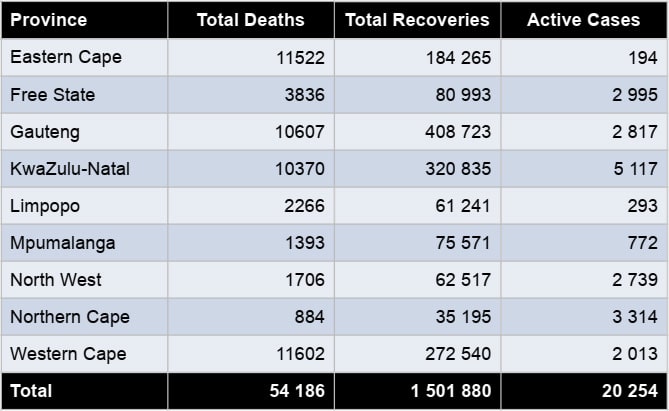 Province Total Deaths Total Recoveries Active Cases
Eastern Cape 11522 184 265 194
Free State 3836 80 993 2 995
Gauteng 10607 408 723 2 817
KwaZulu-Natal 10370 320 835 5 117
Limpopo 2266 61 241 293
Mpumalanga 1393 75 571 772
North West 1706 62 517 2 739
Northern Cape 884 35 195 3 314
Western Cape 11602 272 540 2 013
Total 54 186 1 501 880 20 254